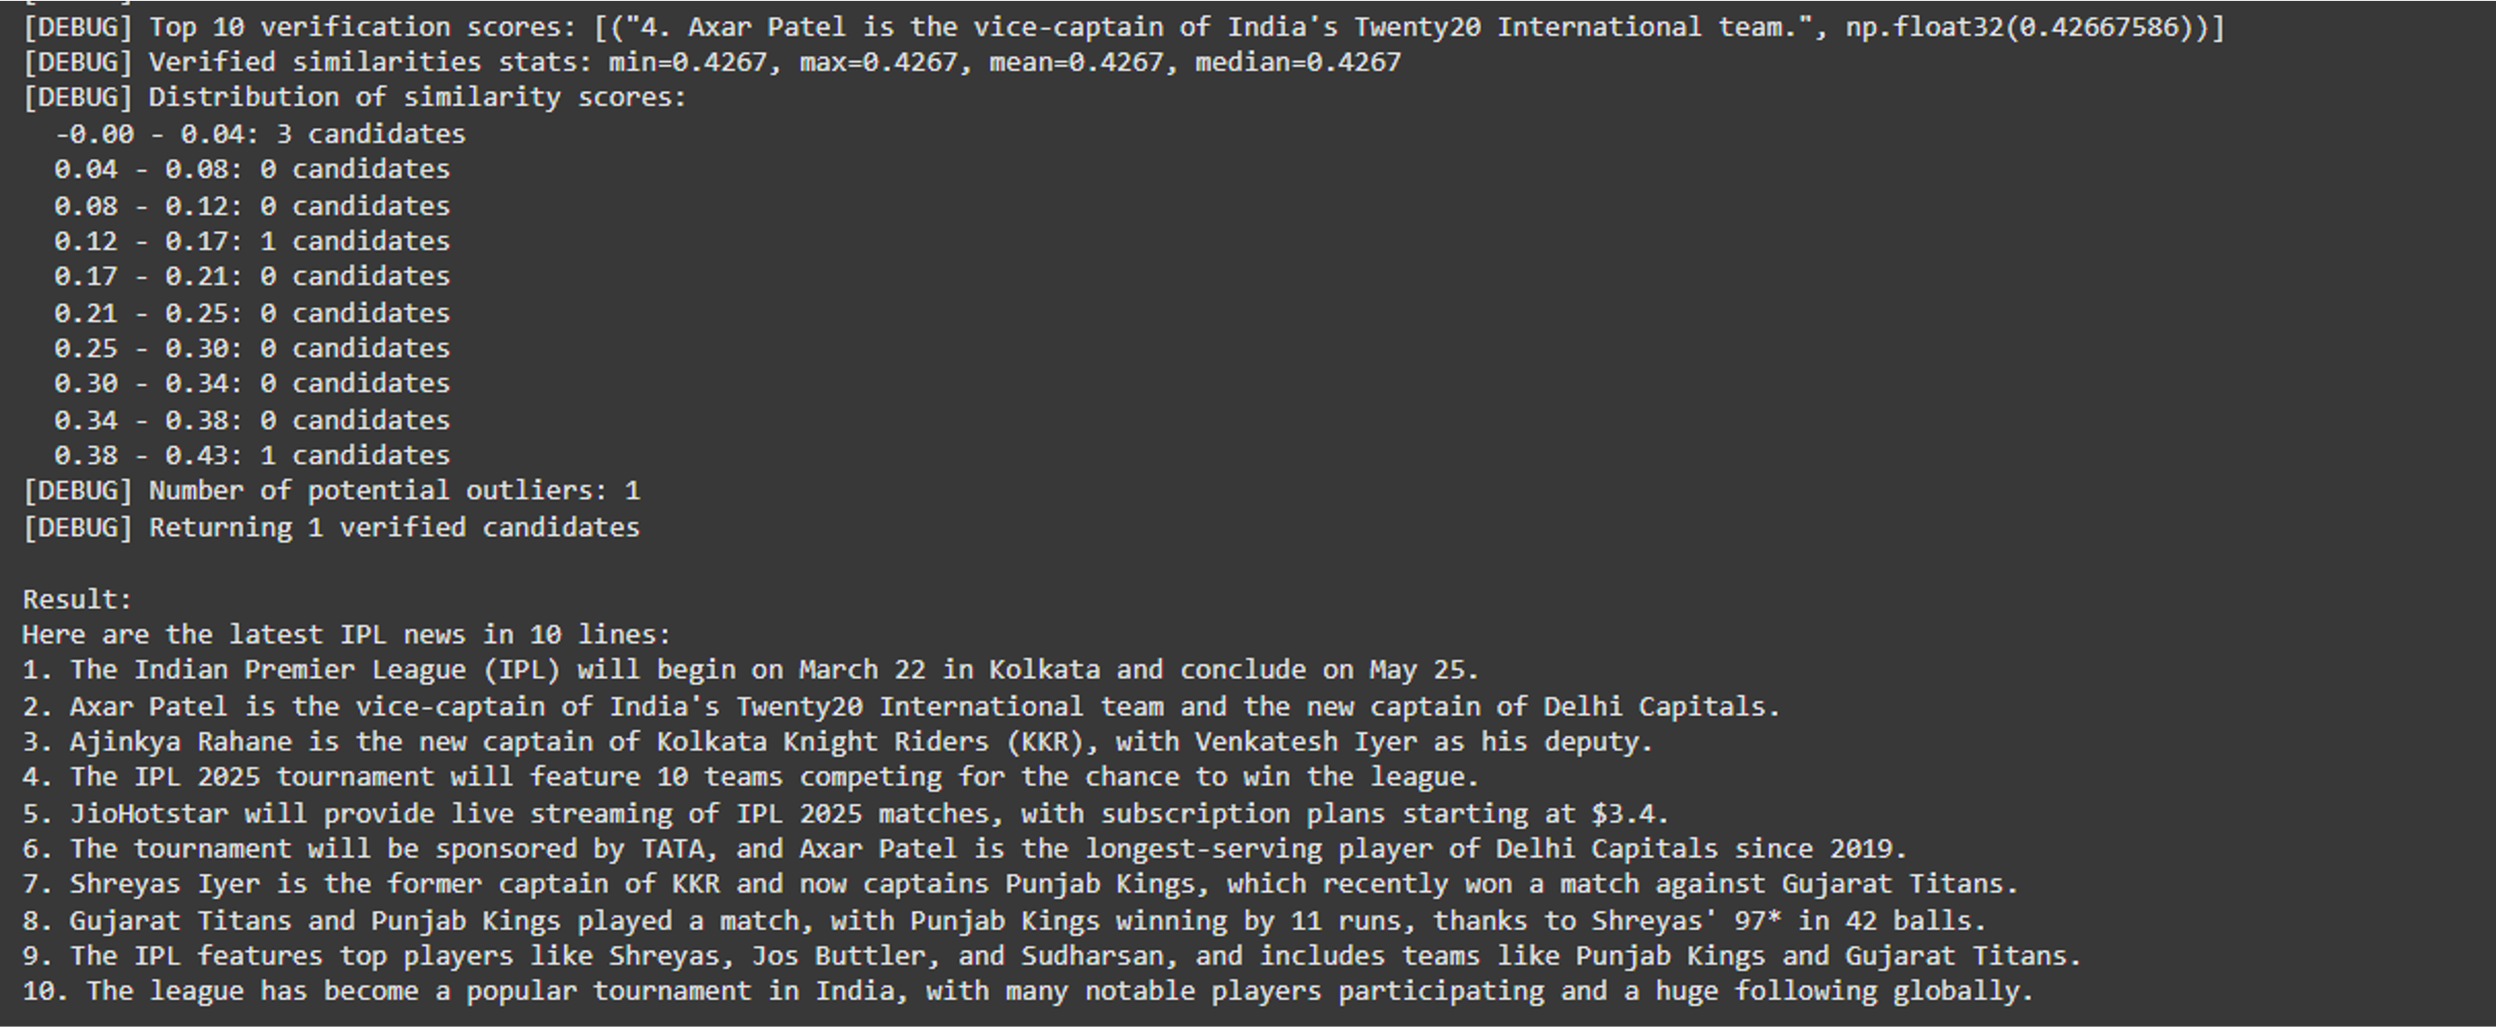 [DEBUG] Top 10 verification scores: [("4. Axar Patel is the vice-captain of India's Twenty20 International team.", np.float32(0.42667586))]
[DEBUG] Verified similarities stats: min=0.4267, max=0.4267, mean=0.4267, median=0.4267
[DEBUG] Distribution of similarity scores:
  -0.00 - 0.04: 3 candidates
  0.04 - 0.08: 0 candidates
  0.08 - 0.12: 0 candidates
  0.12 - 0.17: 1 candidates
  0.17 - 0.21: 0 candidates
  0.21 - 0.25: 0 candidates
  0.25 - 0.30: 0 candidates
  0.30 - 0.34: 0 candidates
  0.34 - 0.38: 0 candidates
  0.38 - 0.43: 1 candidates
[DEBUG] Number of potential outliers: 1
[DEBUG] Returning 1 verified candidates

Result:
Here are the latest IPL news in 10 lines:
1. The Indian Premier League (IPL) will begin on March 22 in Kolkata and conclude on May 25.
2. Axar Patel is the vice-captain of India's Twenty20 International team and the new captain of Delhi Capitals.
3. Ajinkya Rahane is the new captain of Kolkata Knight Riders (KKR), with Venkatesh Iyer as his deputy.
4. The IPL 2025 tournament will feature 10 teams competing for the chance to win the league.
5. JioHotstar will provide live streaming of IPL 2025 matches, with subscription plans starting at $3.4.
6. The tournament will be sponsored by TATA, and Axar Patel is the longest-serving player of Delhi Capitals since 2019.
7. Shreyas Iyer is the former captain of KKR and now captains Punjab Kings, which recently won a match against Gujarat Titans.
8. Gujarat Titans and Punjab Kings played a match, with Punjab Kings winning by 11 runs, thanks to Shreyas' 97* in 42 balls.
9. The IPL features top players like Shreyas, Jos Buttler, and Sudharsan, and includes teams like Punjab Kings and Gujarat Titans.
10. The league has become a popular tournament in India, with many notable players participating and a huge following globally.